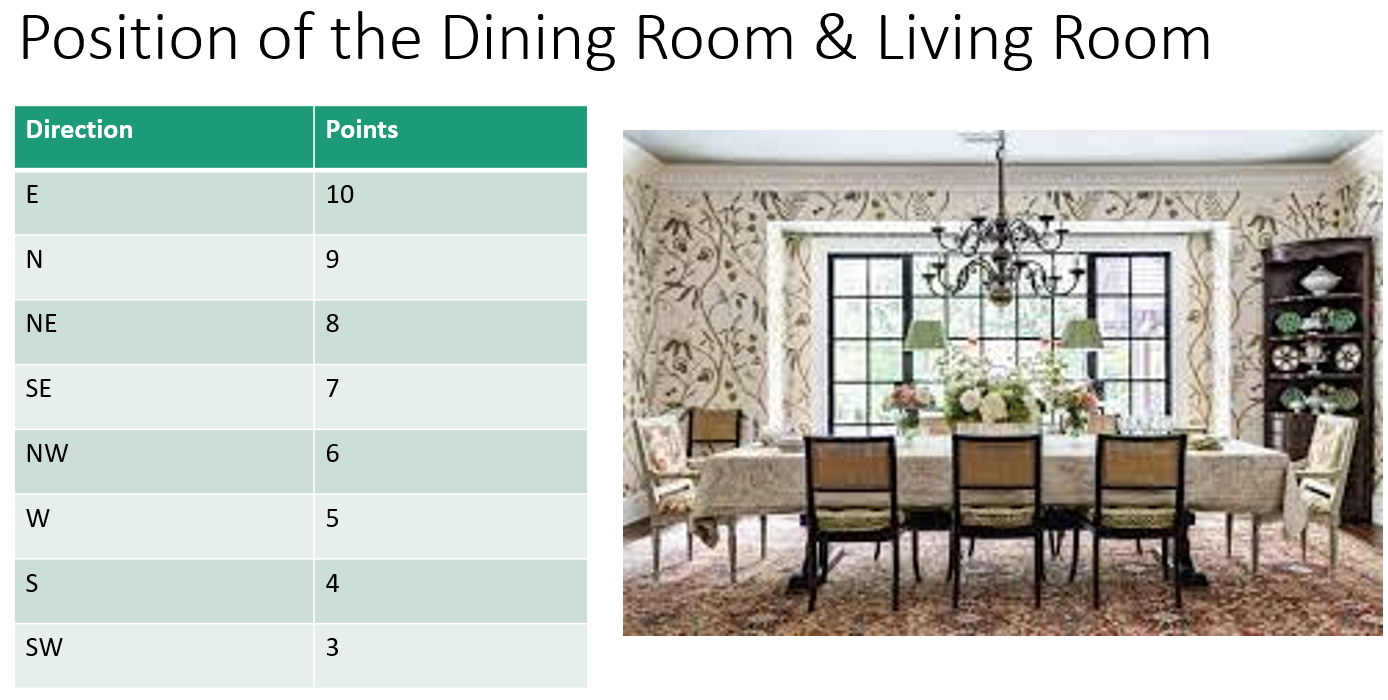 Position of the Dining Room & Living Room
Direction Points
E 10
N 9
NE 8
SE 7
NW 6
W 5
S 4
SW 3